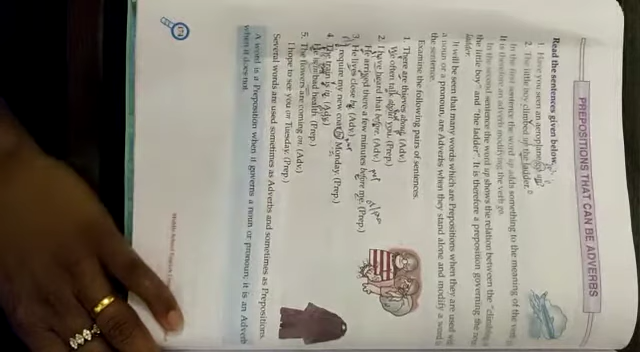 PREPOSITIONS THAT CAN BE ADVERBS
Read the sentences given below.
1. Have you seen an aeroplane go up?
2. The little boy climbed up the ladder.
In the first sentence the word up adds something to the meaning of the verb
It is therefore an adverb modifying the verb go.
In the second sentence the word up shows the relation between the "climbing
the little boy" and "the ladder". It is therefore a preposition governing the
ladder.
It will be seen that many words which are Prepositions when they are used
a noun or a pronoun, are Adverbs when they stand alone and modify a word
the sentence.
Examine the following pairs of sentences.
1. There are thieves about. (Adv.)
We often talk about you. (Prep.)
2. I have heard that before. (Adv.)
He arrived there a few minutes before me. (Prep.)
3. He lives close by. (Adv.)
I require my new coat by Monday. (Prep.)
4. The train is in. (Adv.)
He is in bad health. (Prep.)
5. The flowers are coming on. (Adv.)
I hope to see you on Tuesday. (Prep.)
Several words are used sometimes as Adverbs and sometimes as Prepositions.
A word is a Preposition when it governs a noun or pronoun; it is an Adverb
when it does not.
Middle School English